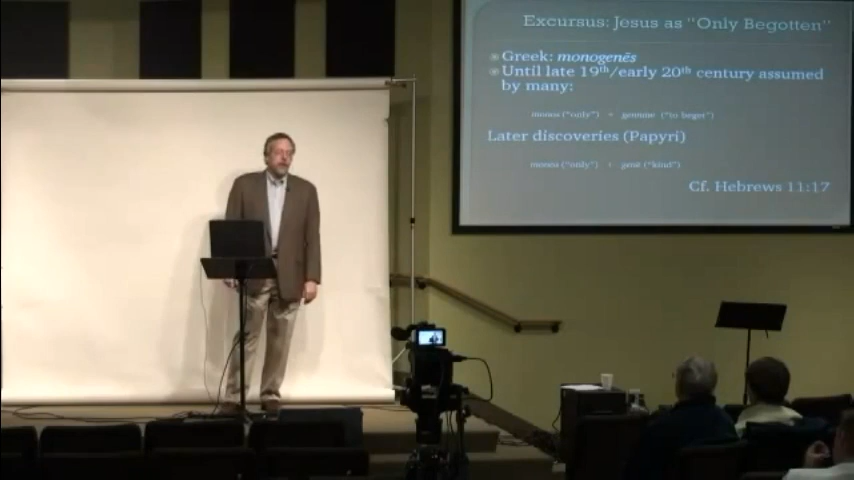 Excursus: Jesus as "Only Begotten"
Greek: monogenēs
Until late 19th/early 20th century assumed
by many:
monos ("only") + gennao ("to beget")
Later discoveries (Papyri)
monos ("only") + genē ("kind")
Cf. Hebrews 11:17